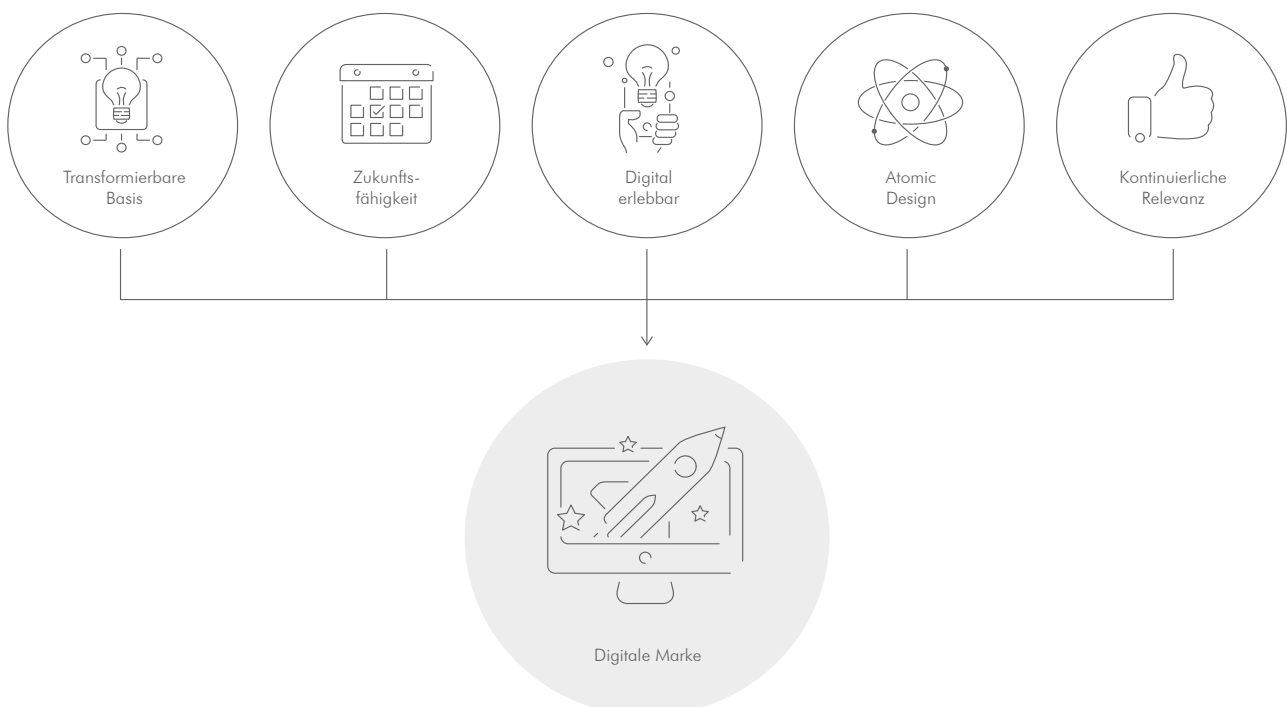 Transformierbare
Basis
Zukunfts-
fähigkeit
Digital
erlebbar
Atomic
Design
Kontinuierliche
Relevanz
Digitale Marke